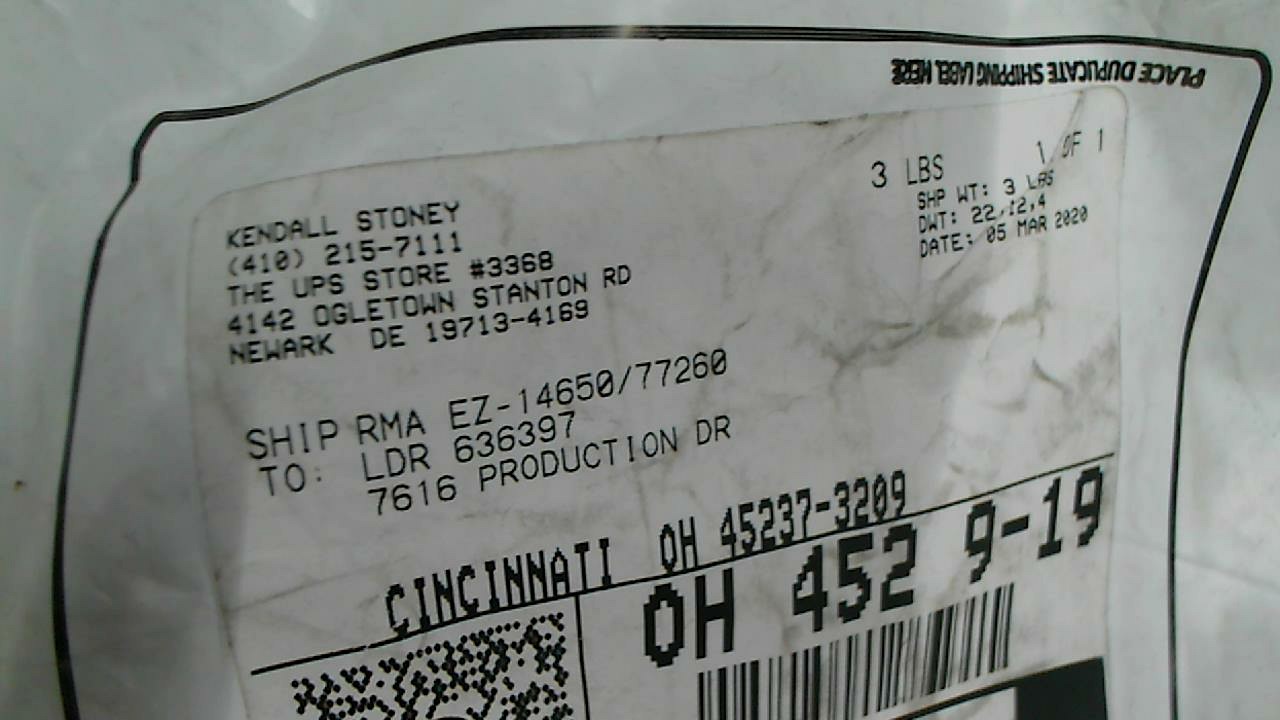 PLACE DUPLICATE SHIPPING LABEL HERE
KENDALL STONEY
(410) 215-7111
THE UPS STORE #3368
4142 OGLETOWN STANTON RD
NEWARK DE 19713-4169
3 LBS 1 OF 1
SHP WT: 3 LBS
DWT: 22,12,4
DATE: 05 MAR 2020
SHIP RMA EZ-14650/77260
TO: LDR 636397
7616 PRODUCTION DR
CINCINNATI OH 45237-3209
OH 452 9-19